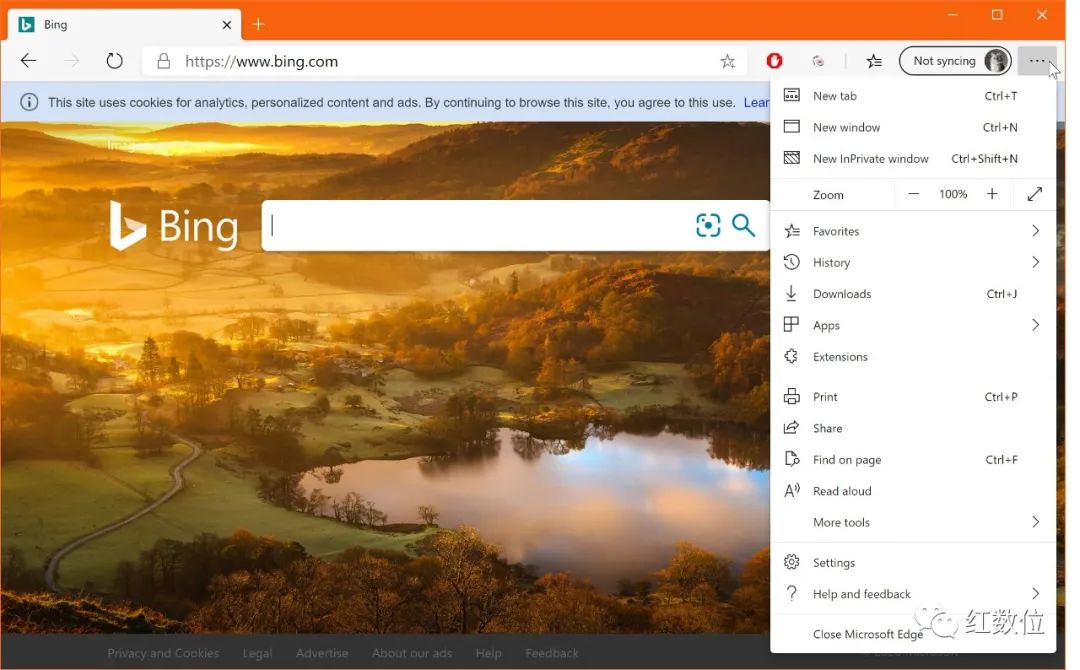 Bing
https://www.bing.com
Not syncing
This site uses cookies for analytics, personalized content and ads. By continuing to browse this site, you agree to this use. Lear
Images
Bing
New tab Ctrl+T
New window Ctrl+N
New InPrivate window Ctrl+Shift+N
Zoom 100%
Favorites
History
Downloads Ctrl+J
Apps
Extensions
Print Ctrl+P
Share
Find on page Ctrl+F
Read aloud
More tools
Settings
Help and feedback
Close Microsoft Edge
红数位
Privacy and Cookies Legal Advertise About our ads Help Feedback